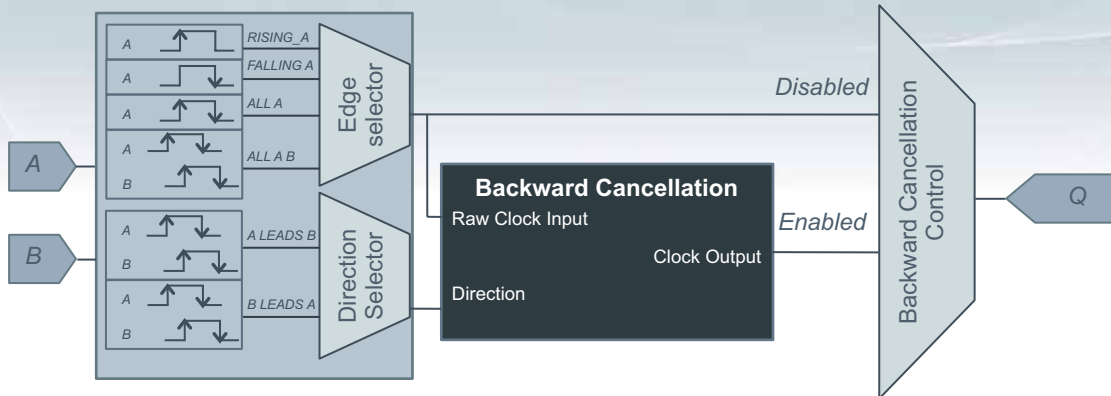 A
RISING_A
A
FALLING A
A
ALL A
A
ALL A B
B
Edge
selector
A
B
A
A LEADS B
B
A
B LEADS A
B
Direction
Selector
Disabled
Backward Cancellation
Raw Clock Input
Clock Output
Direction
Enabled
Backward Cancellation
Control
Q